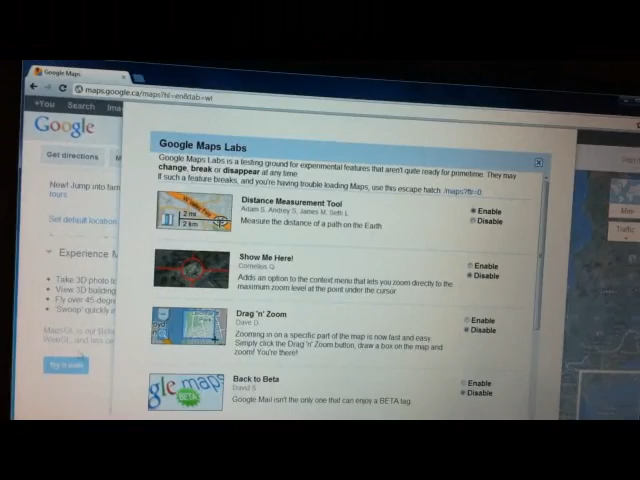 Google Maps
maps.google.ca/maps?hl=en&tab=wl
+You Search Ima
Google
Get directions
New! Jump into
tours
Set default location
Experience M
Take 3D photo
View 3D building
Fly over 45-deg
'Swoop' quickly
Google Maps Labs
Google Maps Labs is a testing ground for experimental features that aren't quite ready for primetime. They may
change, break or disappear at any time.
If such a feature breaks, and you're having trouble loading Maps, use this escape hatch: /maps?ftr=0.
2 mi
2 km
Distance Measurement Tool
Adam S, Andrey S, James M, Seth L
Measure the distance of a path on the Earth
Enable
Disable
Show Me Here!
Cornelius Q
Adds an option to the context menu that lets you zoom directly to the
maximum zoom level at the point under the cursor.
Enable
Disable
Drag 'n' Zoom
Dave D
Zooming in on a specific part of the map is now fast and easy.
Simply click the Drag 'n' Zoom button, draw a box on the map and
zoom! You're there!
Enable
Disable
gle maps
BETA
Back to Beta
David S
Google Mail isn't the only one that can enjoy a BETA tag.
Enable
Disable
Traffic